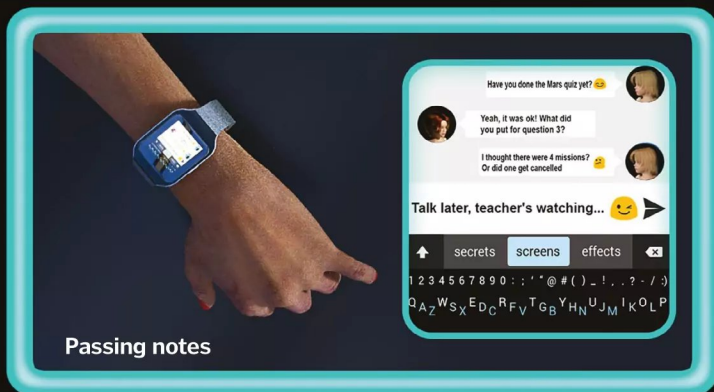 Have you done the Mars quiz yet? 😊
Yeah, it was ok! What did
you put for question 3?
I thought there were 4 missions?
Or did one get cancelled
Talk later, teacher's watching... 😉
secrets screens effects
1 2 3 4 5 6 7 8 9 0 : ; ' " @ # ( ) _ ! , . ? - / :)
Q A Z W S X E D C R F V T G B Y H N U J M I K O L P
Passing notes